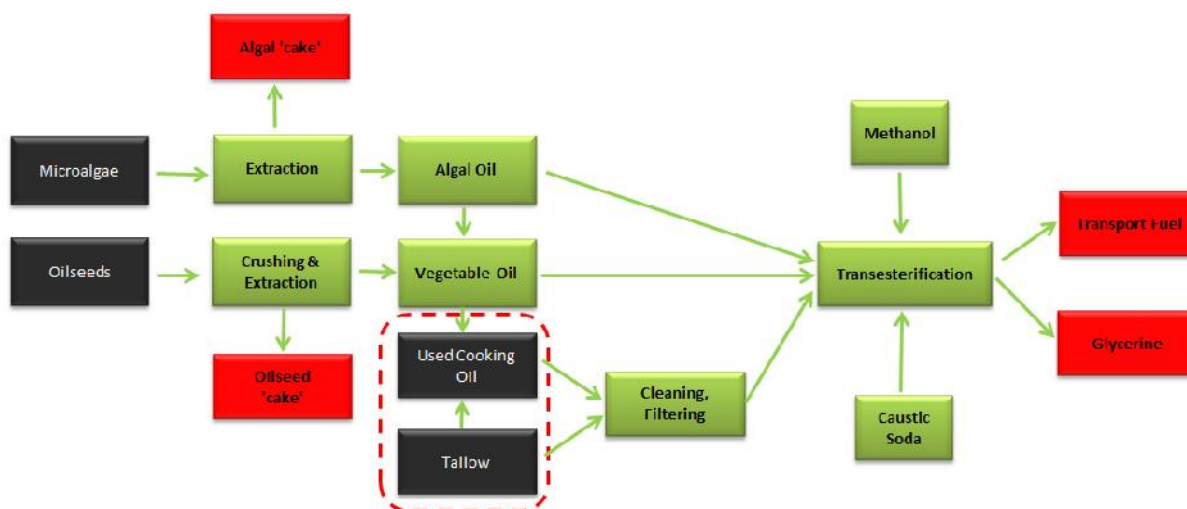 Algal 'cake'
Microalgae
Extraction
Algal Oil
Methanol
Transport Fuel
Oilseeds
Crushing &
Extraction
Vegetable Oil
Transesterification
Used Cooking
Oil
Glycerine
Oilseed
'cake'
Cleaning,
Filtering
Caustic
Soda
Tallow